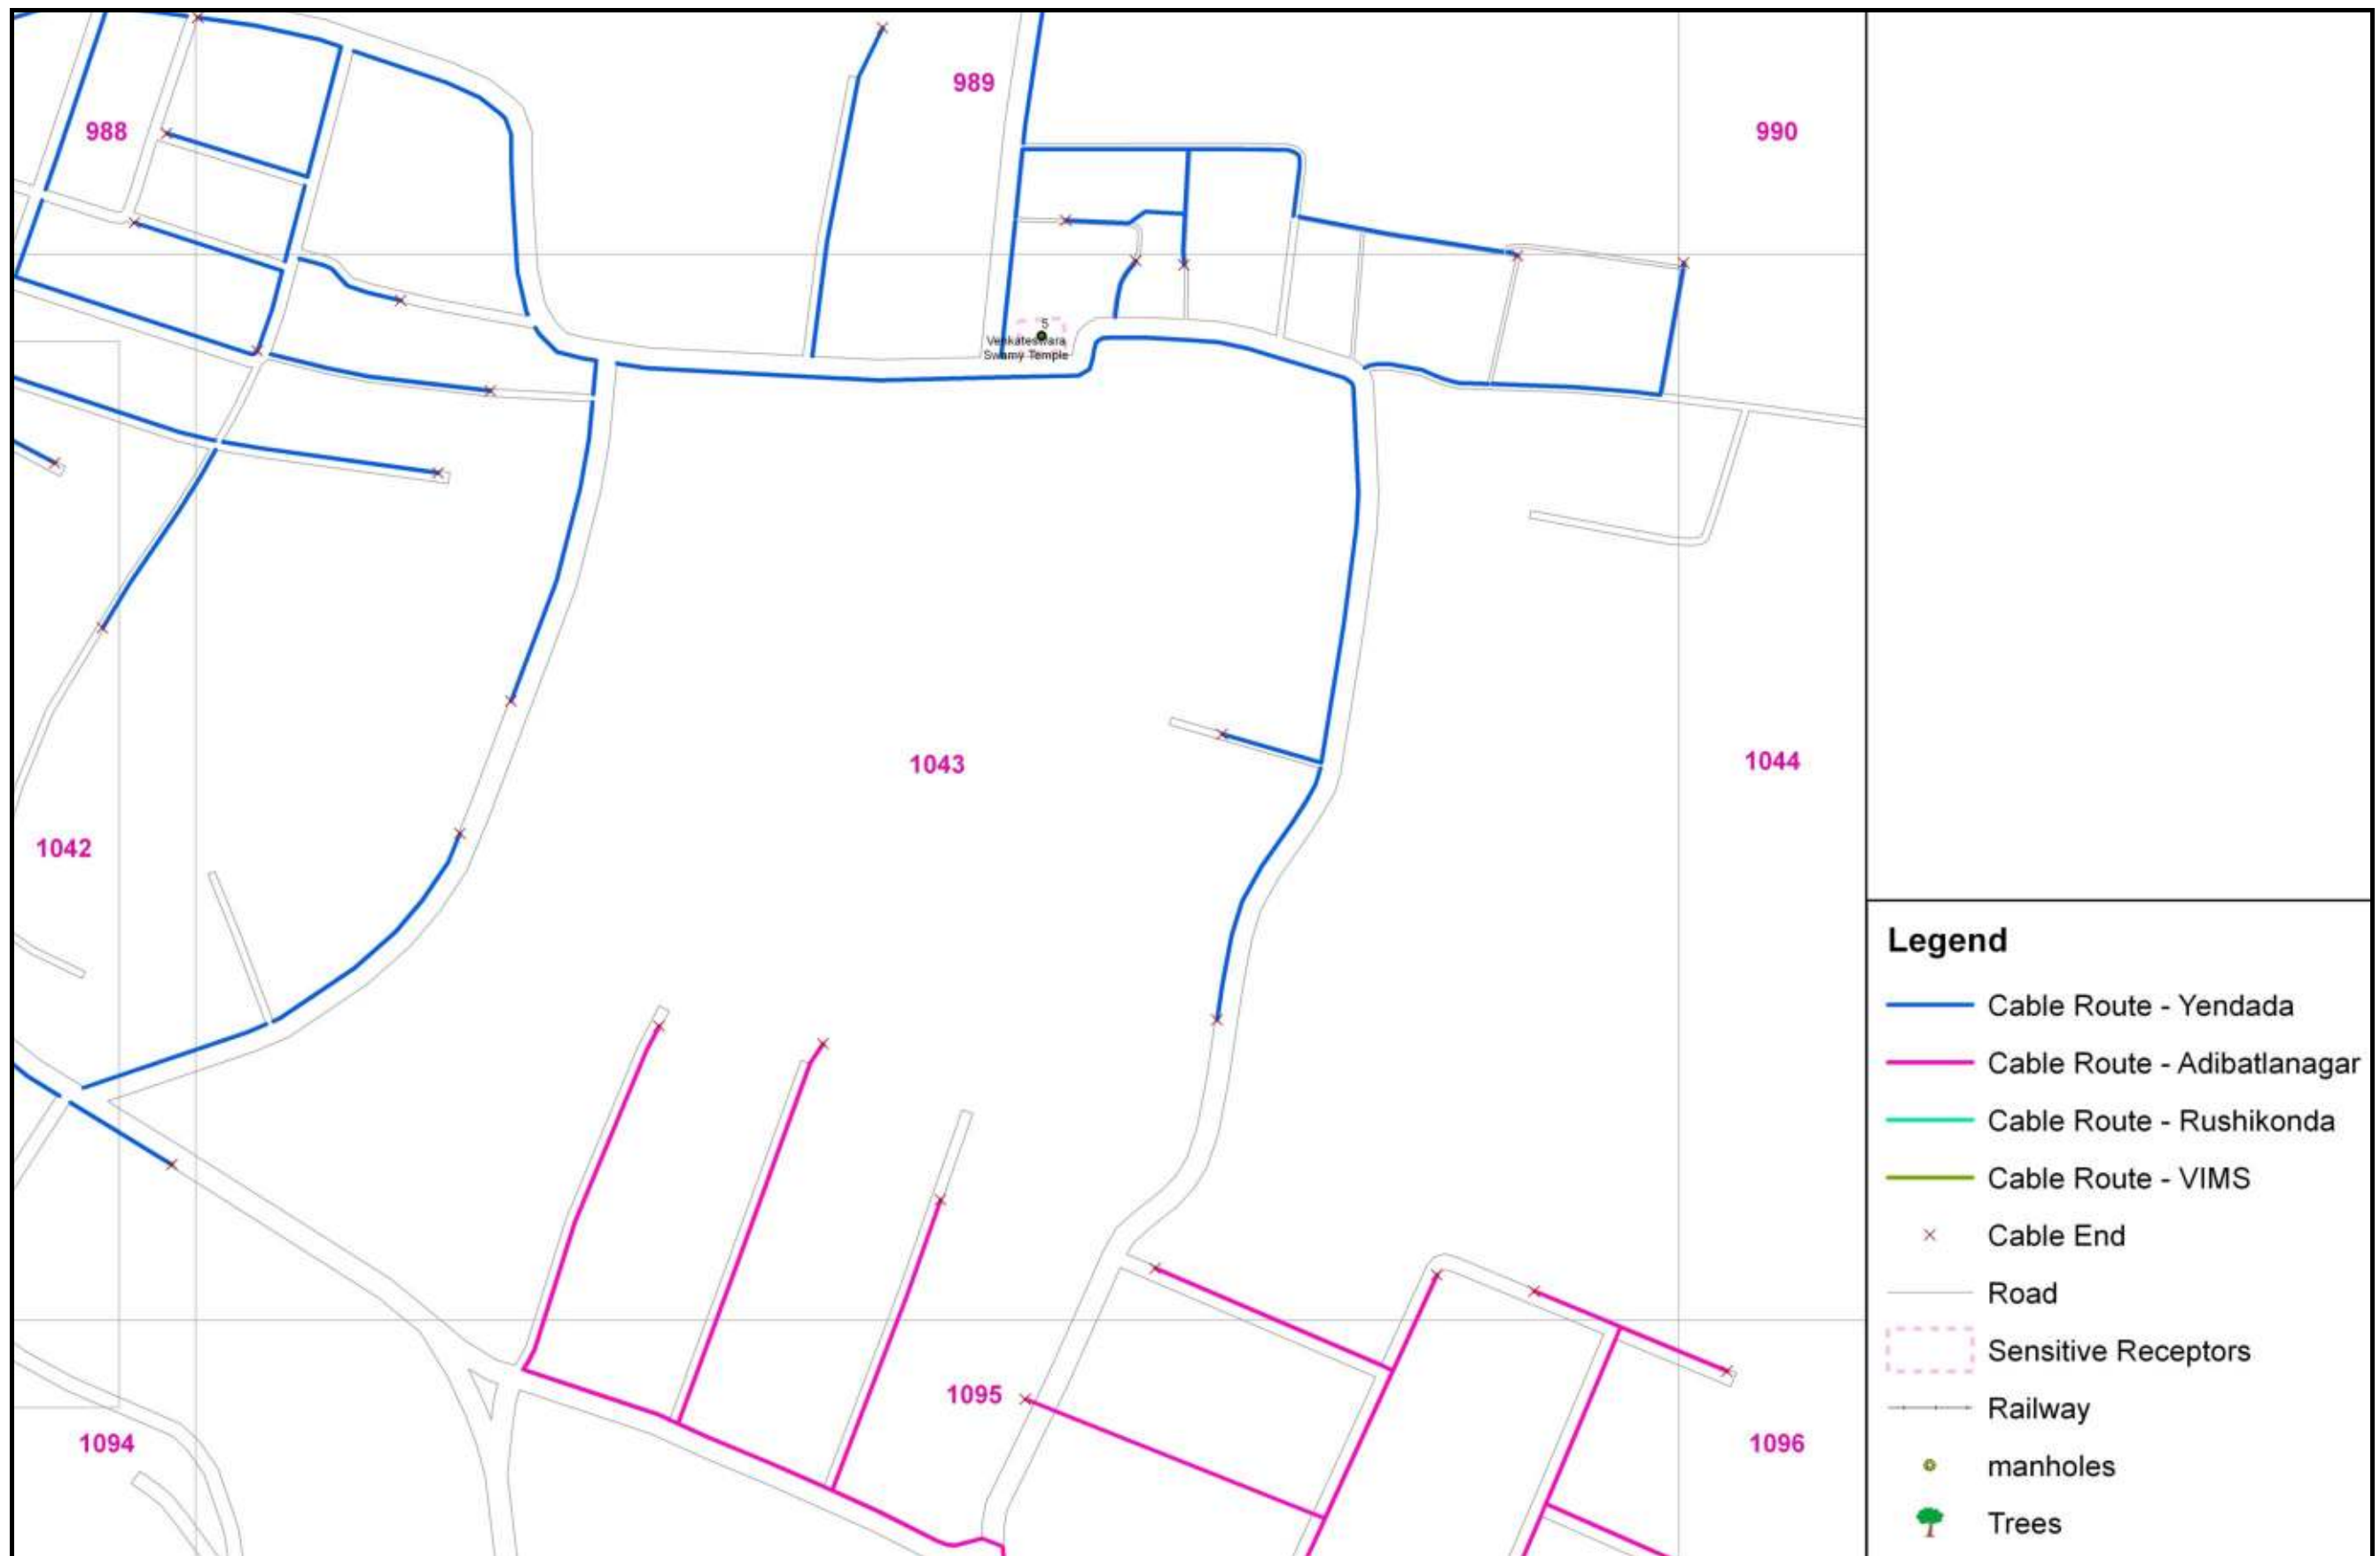 989
988
990
5
Venkateswara
Swamy Temple
1043
1044
1042
1095
1094
1096
Legend
Cable Route - Yendada
Cable Route - Adibatlanagar
Cable Route - Rushikonda
Cable Route - VIMS
Cable End
Road
Sensitive Receptors
Railway
manholes
Trees